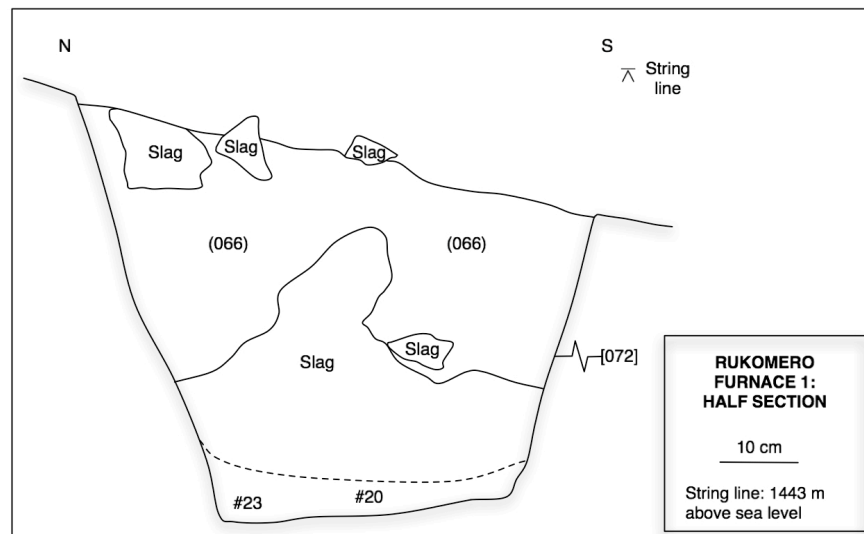 N
S
String
line
Slag
Slag
Slag
(066)
(066)
Slag
Slag
[072]
#23
#20
RUKOMERO
FURNACE 1:
HALF SECTION
10 cm
String line: 1443 m
above sea level